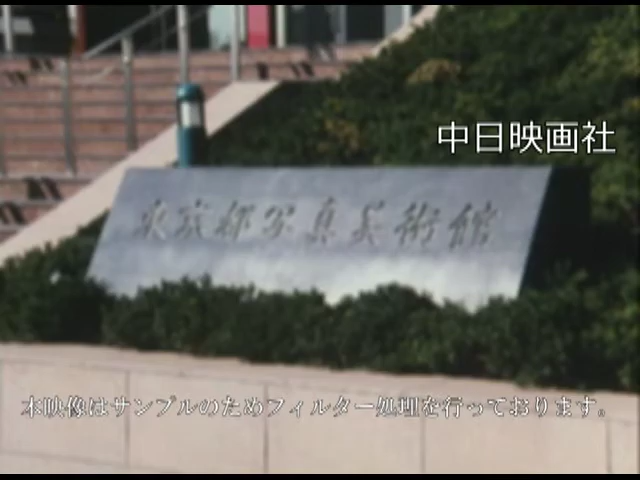 中日映画社
東京都写真美術館
本映像はサンプルのためフィルター処理を行っております。